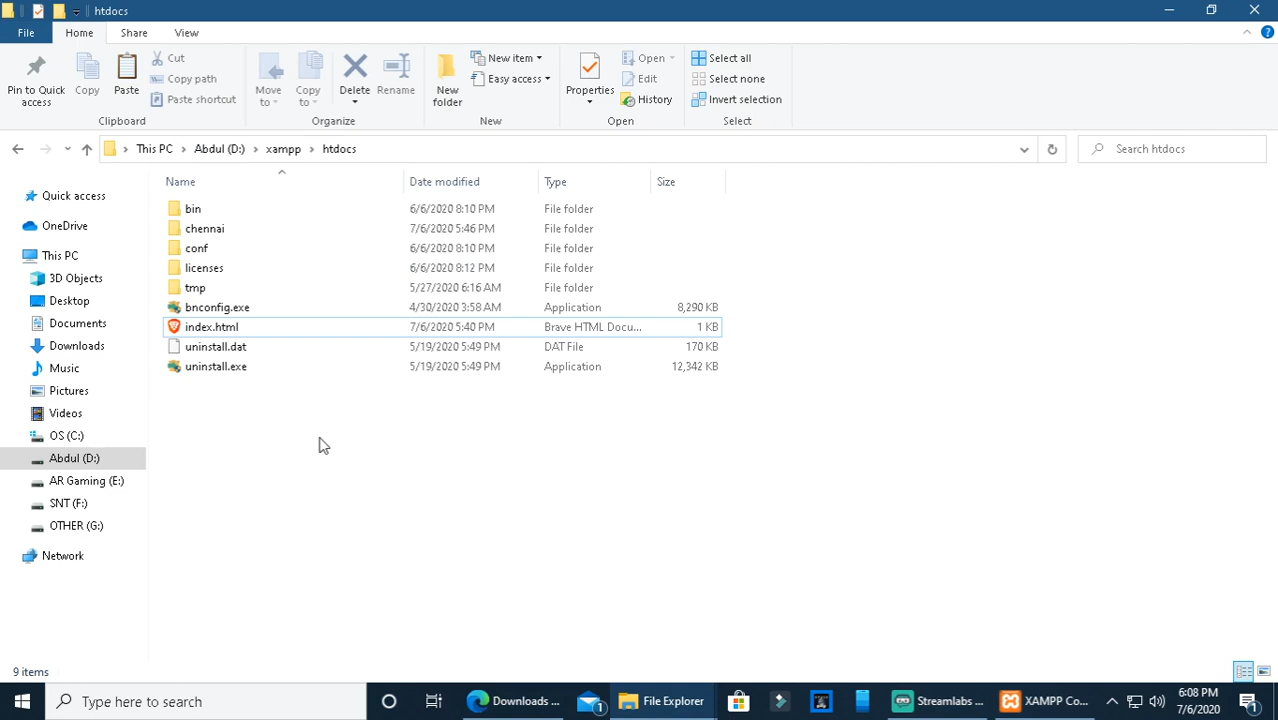 htdocs
File Home Share View
Pin to Quick access
Copy
Paste
Cut
Copy path
Paste shortcut
Clipboard
Move to
Copy to
Delete
Rename
Organize
New folder
New item
Easy access
New
Properties
Open
Edit
History
Open
Select all
Select none
Invert selection
Select
This PC > Abdul (D:) > xampp > htdocs
Search htdocs
Name Date modified Type Size
bin 6/6/2020 8:10 PM File folder
chennai 7/6/2020 5:46 PM File folder
conf 6/6/2020 8:10 PM File folder
licenses 6/6/2020 8:12 PM File folder
tmp 5/27/2020 6:16 AM File folder
bnconfig.exe 4/30/2020 3:58 AM Application 8,290 KB
index.html 7/6/2020 5:40 PM Brave HTML Docu... 1 KB
uninstall.dat 5/19/2020 5:49 PM DAT File 170 KB
uninstall.exe 5/19/2020 5:49 PM Application 12,342 KB
Quick access
OneDrive
This PC
3D Objects
Desktop
Documents
Downloads
Music
Pictures
Videos
OS (C:)
Abdul (D:)
AR Gaming (E:)
SNT (F:)
OTHER (G:)
Network
9 items
Type here to search
Downloads ...
1
File Explorer
Streamlabs ...
XAMPP Co...
6:08 PM
7/6/2020
1